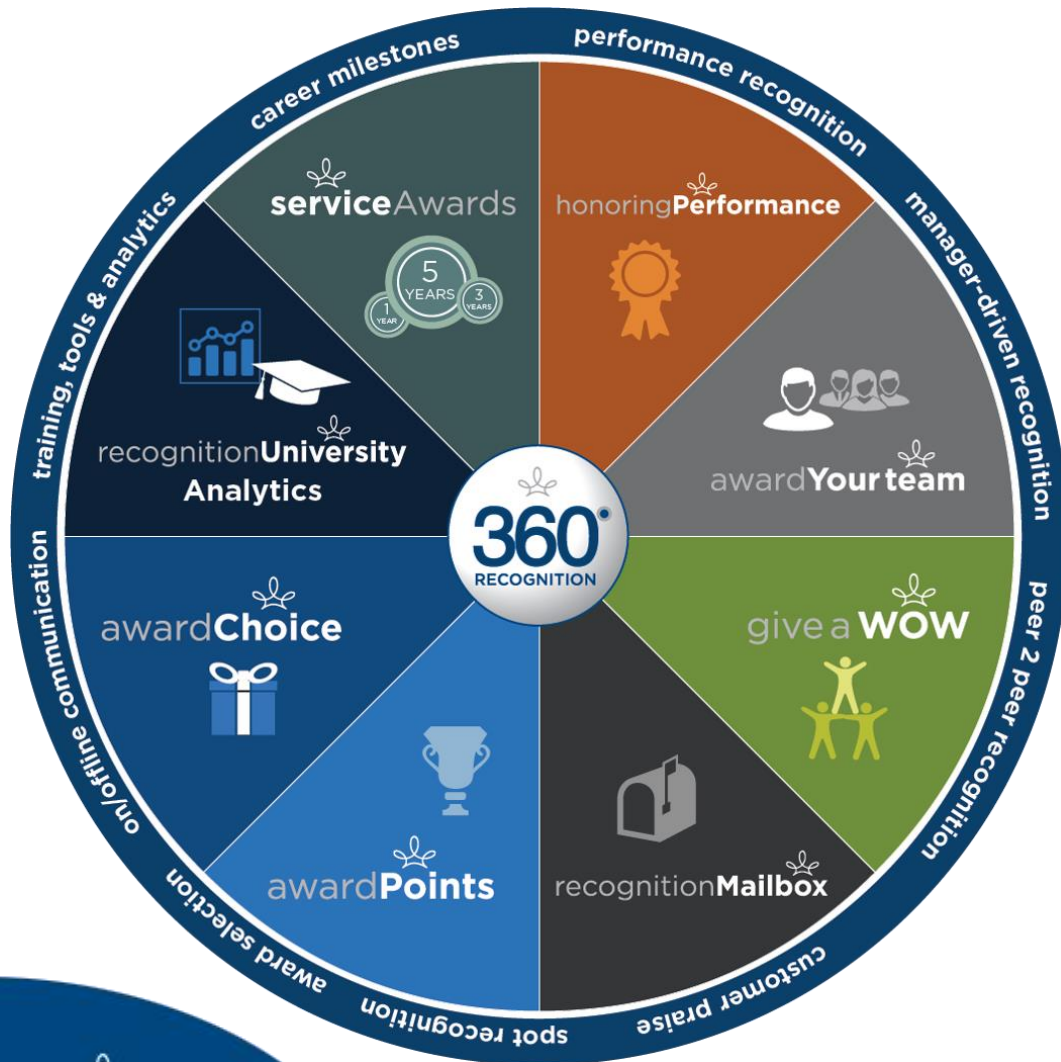 career milestones
performance recognition
manager-driven recognition
peer 2 peer recognition
customer praise
spot recognition
award selection
on/offline communication
training, tools & analytics
serviceAwards
5
YEARS
1
YEAR
3
YEARS
honoringPerformance
awardYour team
give a WOW
recognitionMailbox
awardPoints
awardChoice
recognitionUniversity
Analytics
360°
RECOGNITION